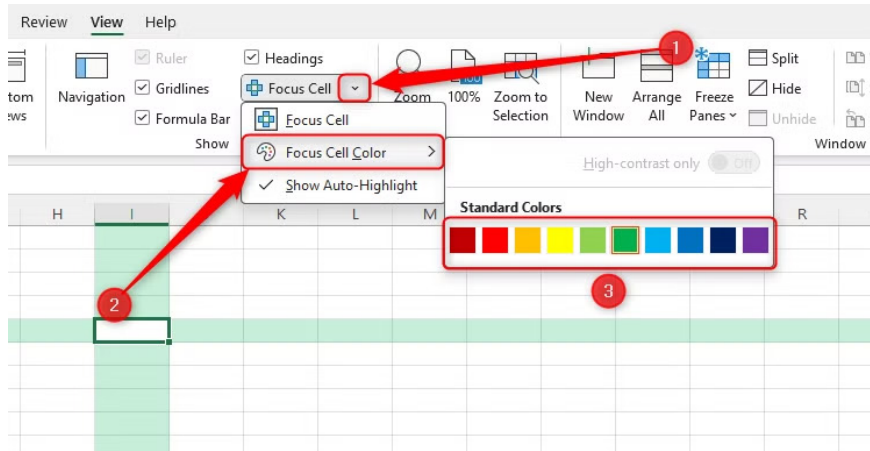 Review View Help
Ruler Headings Split
Navigation Gridlines Focus Cell Zoom 100% Zoom to Selection New Window Arrange All Freeze Panes Hide
Formula Bar Unhide
Show Window
Focus Cell
Focus Cell Color
Show Auto-Highlight
High-contrast only Off
Standard Colors
H I K L M R
1
2
3